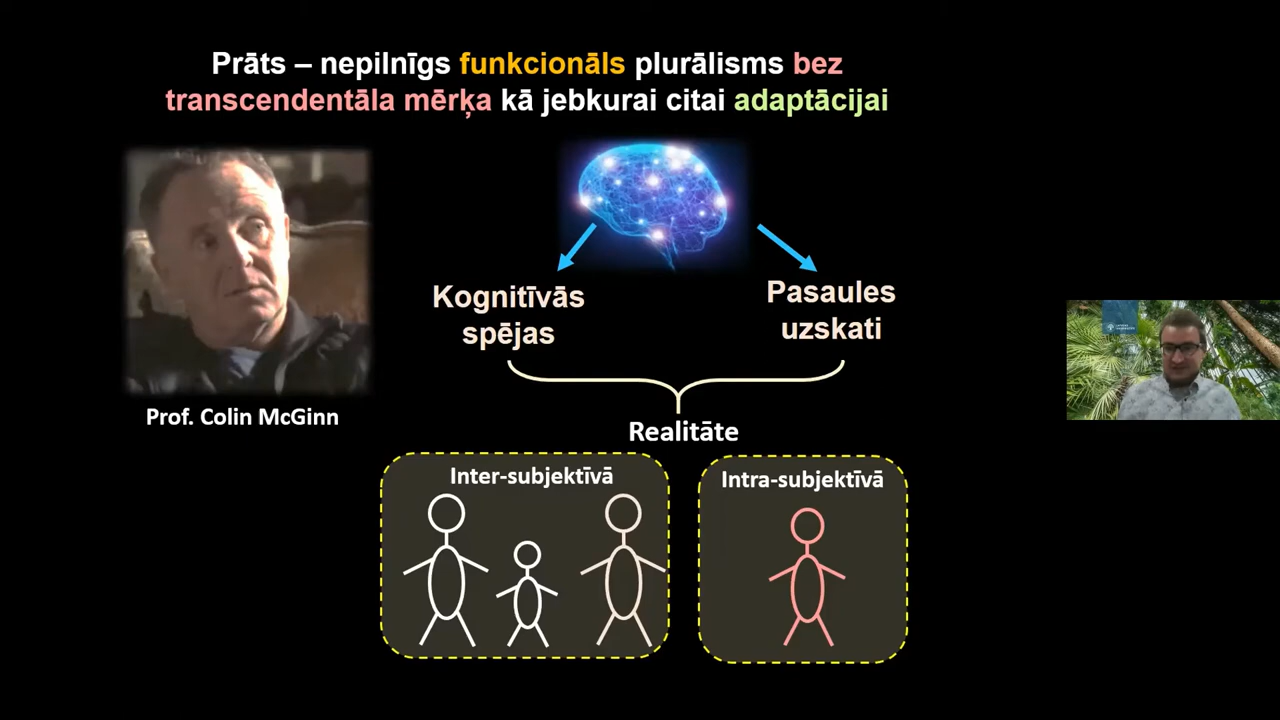 Prāts – nepilnīgs funkcionāls plurālisms bez
transcendentāla mērķa kā jebkurai citai adaptācijai
Kognitīvās
spējas
Pasaules
uzskati
Prof. Colin McGinn
Realitāte
Inter-subjektīvā
Intra-subjektīvā